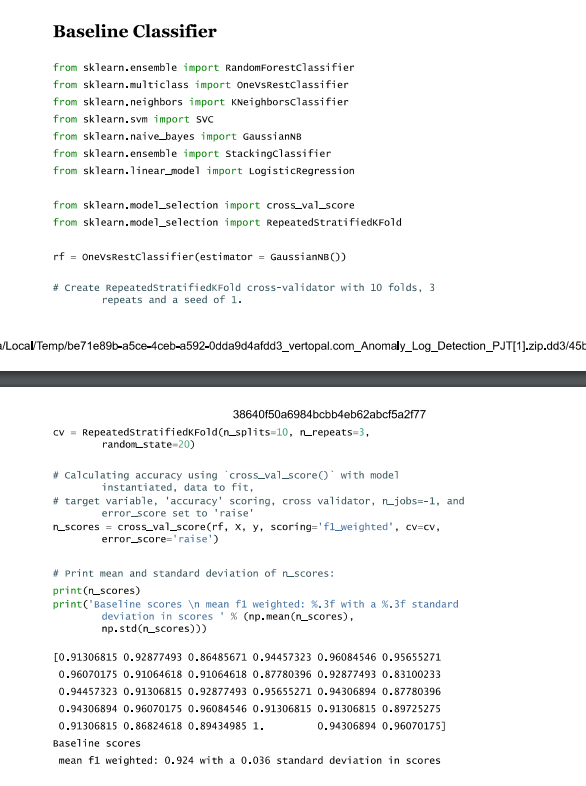 Baseline Classifier
from sklearn.ensemble import RandomForestClassifier
from sklearn.multiclass import OneVsRestClassifier
from sklearn.neighbors import KNeighborsClassifier
from sklearn.svm import SVC
from sklearn.naive_bayes import GaussianNB
from sklearn.ensemble import StackingClassifier
from sklearn.linear_model import LogisticRegression
from sklearn.model_selection import cross_val_score
from sklearn.model_selection import RepeatedStratifiedKFold
rf = OneVsRestClassifier(estimator = GaussianNB())
# Create RepeatedStratifiedKFold cross-validator with 10 folds, 3
repeats and a seed of 1.
a/Local/Temp/be71e89b-a5ce-4ceb-a592-0dda9d4afdd3_vertopal.com_Anomaly_Log_Detection_PJT[1].zip.dd3/45b
38640f50a6984bcbb4eb62abcf5a2f77
cv = RepeatedStratifiedKFold(n_splits=10, n_repeats=3,
random_state=20)
# Calculating accuracy using `cross_val_score()` with model
instantiated, data to fit,
# target variable, 'accuracy' scoring, cross validator, n_jobs=-1, and
error_score set to 'raise'
n_scores = cross_val_score(rf, X, y, scoring='f1_weighted', cv=cv,
error_score='raise')
# Print mean and standard deviation of n_scores:
print(n_scores)
print('Baseline scores \n mean f1 weighted: %.3f with a %.3f standard
deviation in scores ' % (np.mean(n_scores),
np.std(n_scores)))
[0.91306815 0.92877493 0.86485671 0.94457323 0.96084546 0.95655271
0.96070175 0.91064618 0.91064618 0.87780396 0.92877493 0.83100233
0.94457323 0.91306815 0.92877493 0.95655271 0.94306894 0.87780396
0.94306894 0.96070175 0.96084546 0.91306815 0.91306815 0.89725275
0.91306815 0.86824618 0.89434985 1. 0.94306894 0.96070175]
Baseline scores
mean f1 weighted: 0.924 with a 0.036 standard deviation in scores